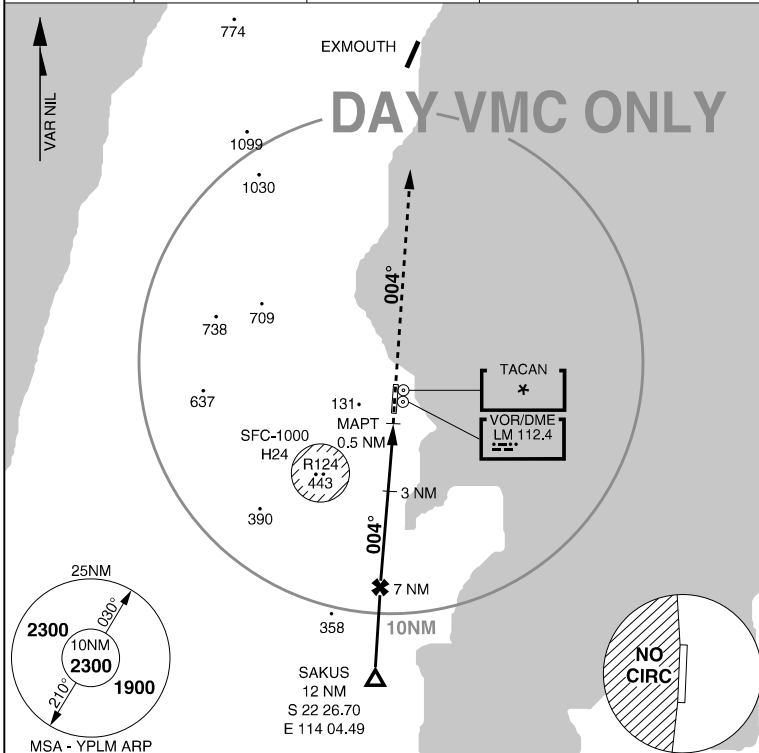 774
EXMOUTH
VAR NIL
DAY VMC ONLY
1099
1030
004°
709
738
637
131
MAPT
0.5 NM
TACAN
*
VOR/DME
LM 112.4
SFC-1000
H24
R124
443
3 NM
390
004°
7 NM
358
10NM
25NM
030°
2300
10NM
2300
1900
210°
MSA - YPLM ARP
SAKUS
12 NM
S 22 26.70
E 114 04.49
NO
CIRC